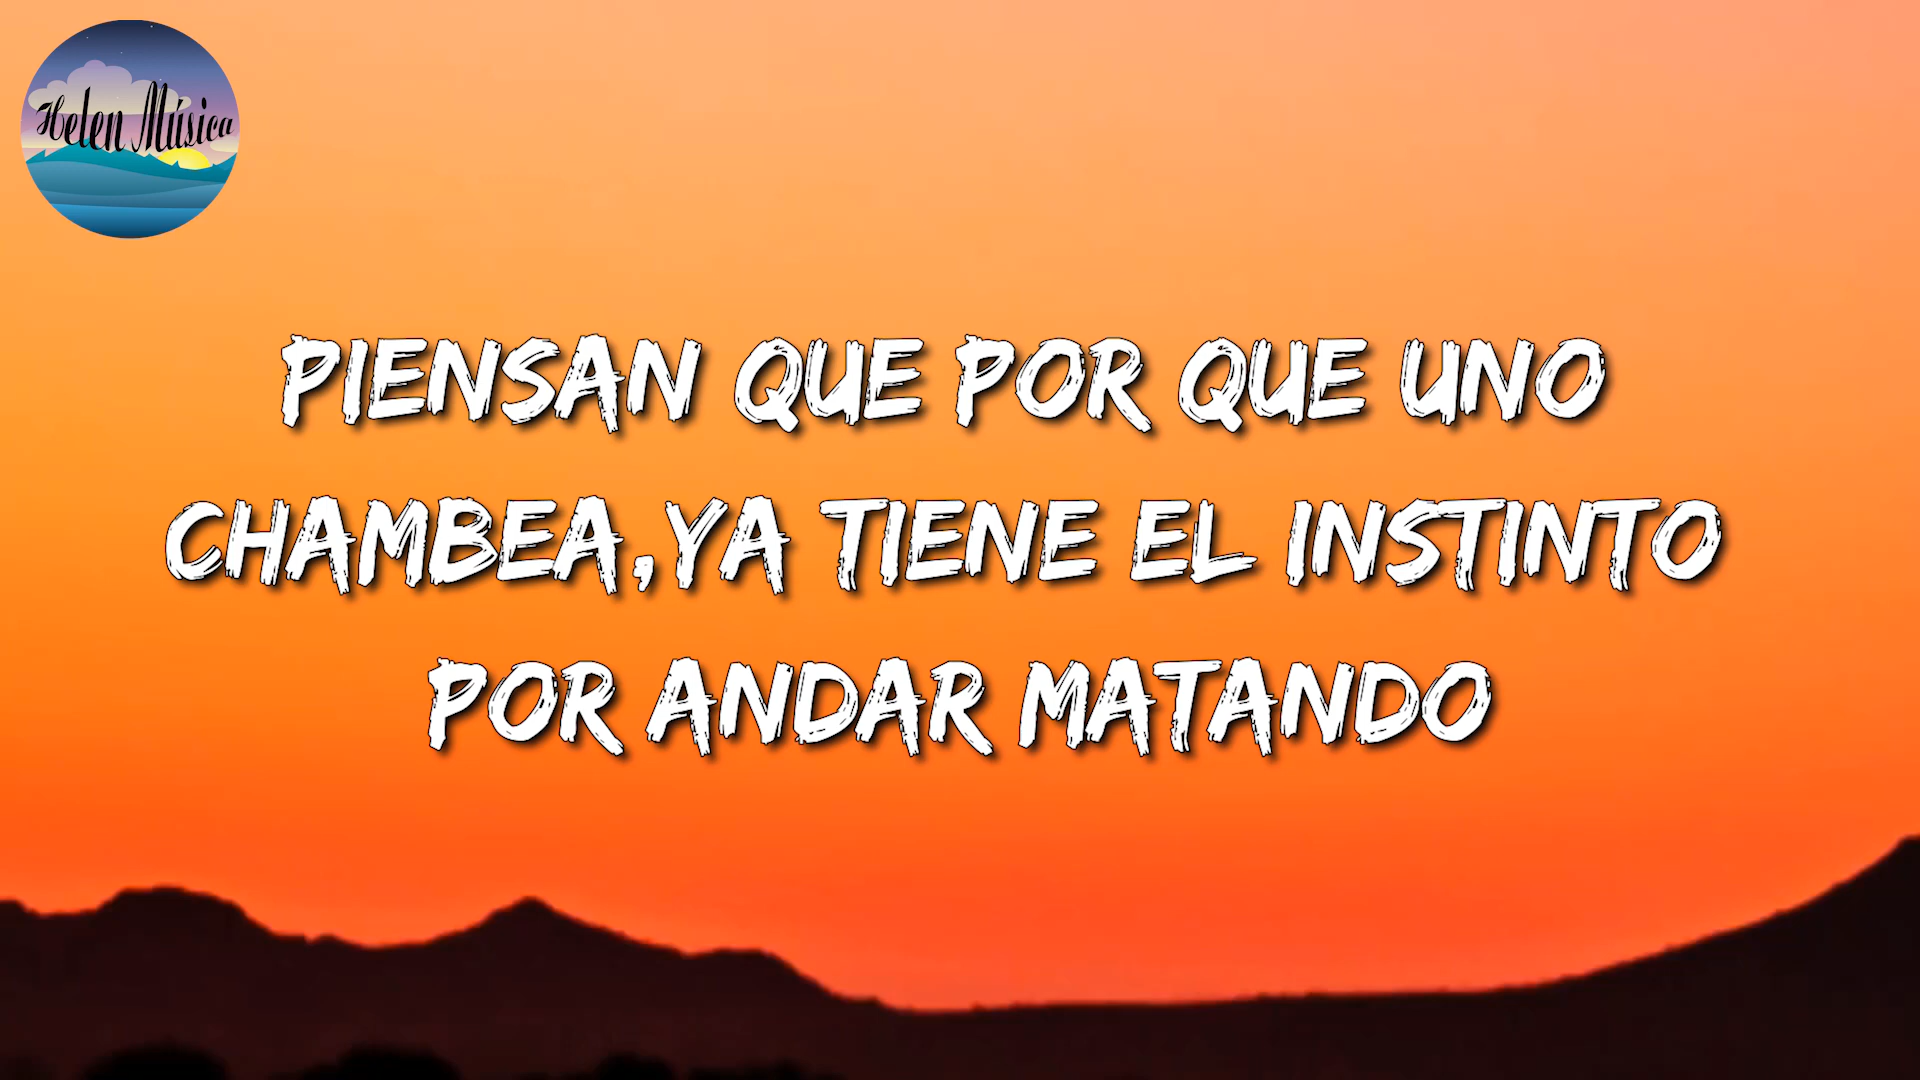 Helen Música
PIENSAN QUE POR QUE UNO
CHAMBEA,YA TIENE EL INSTINTO
POR ANDAR MATANDO